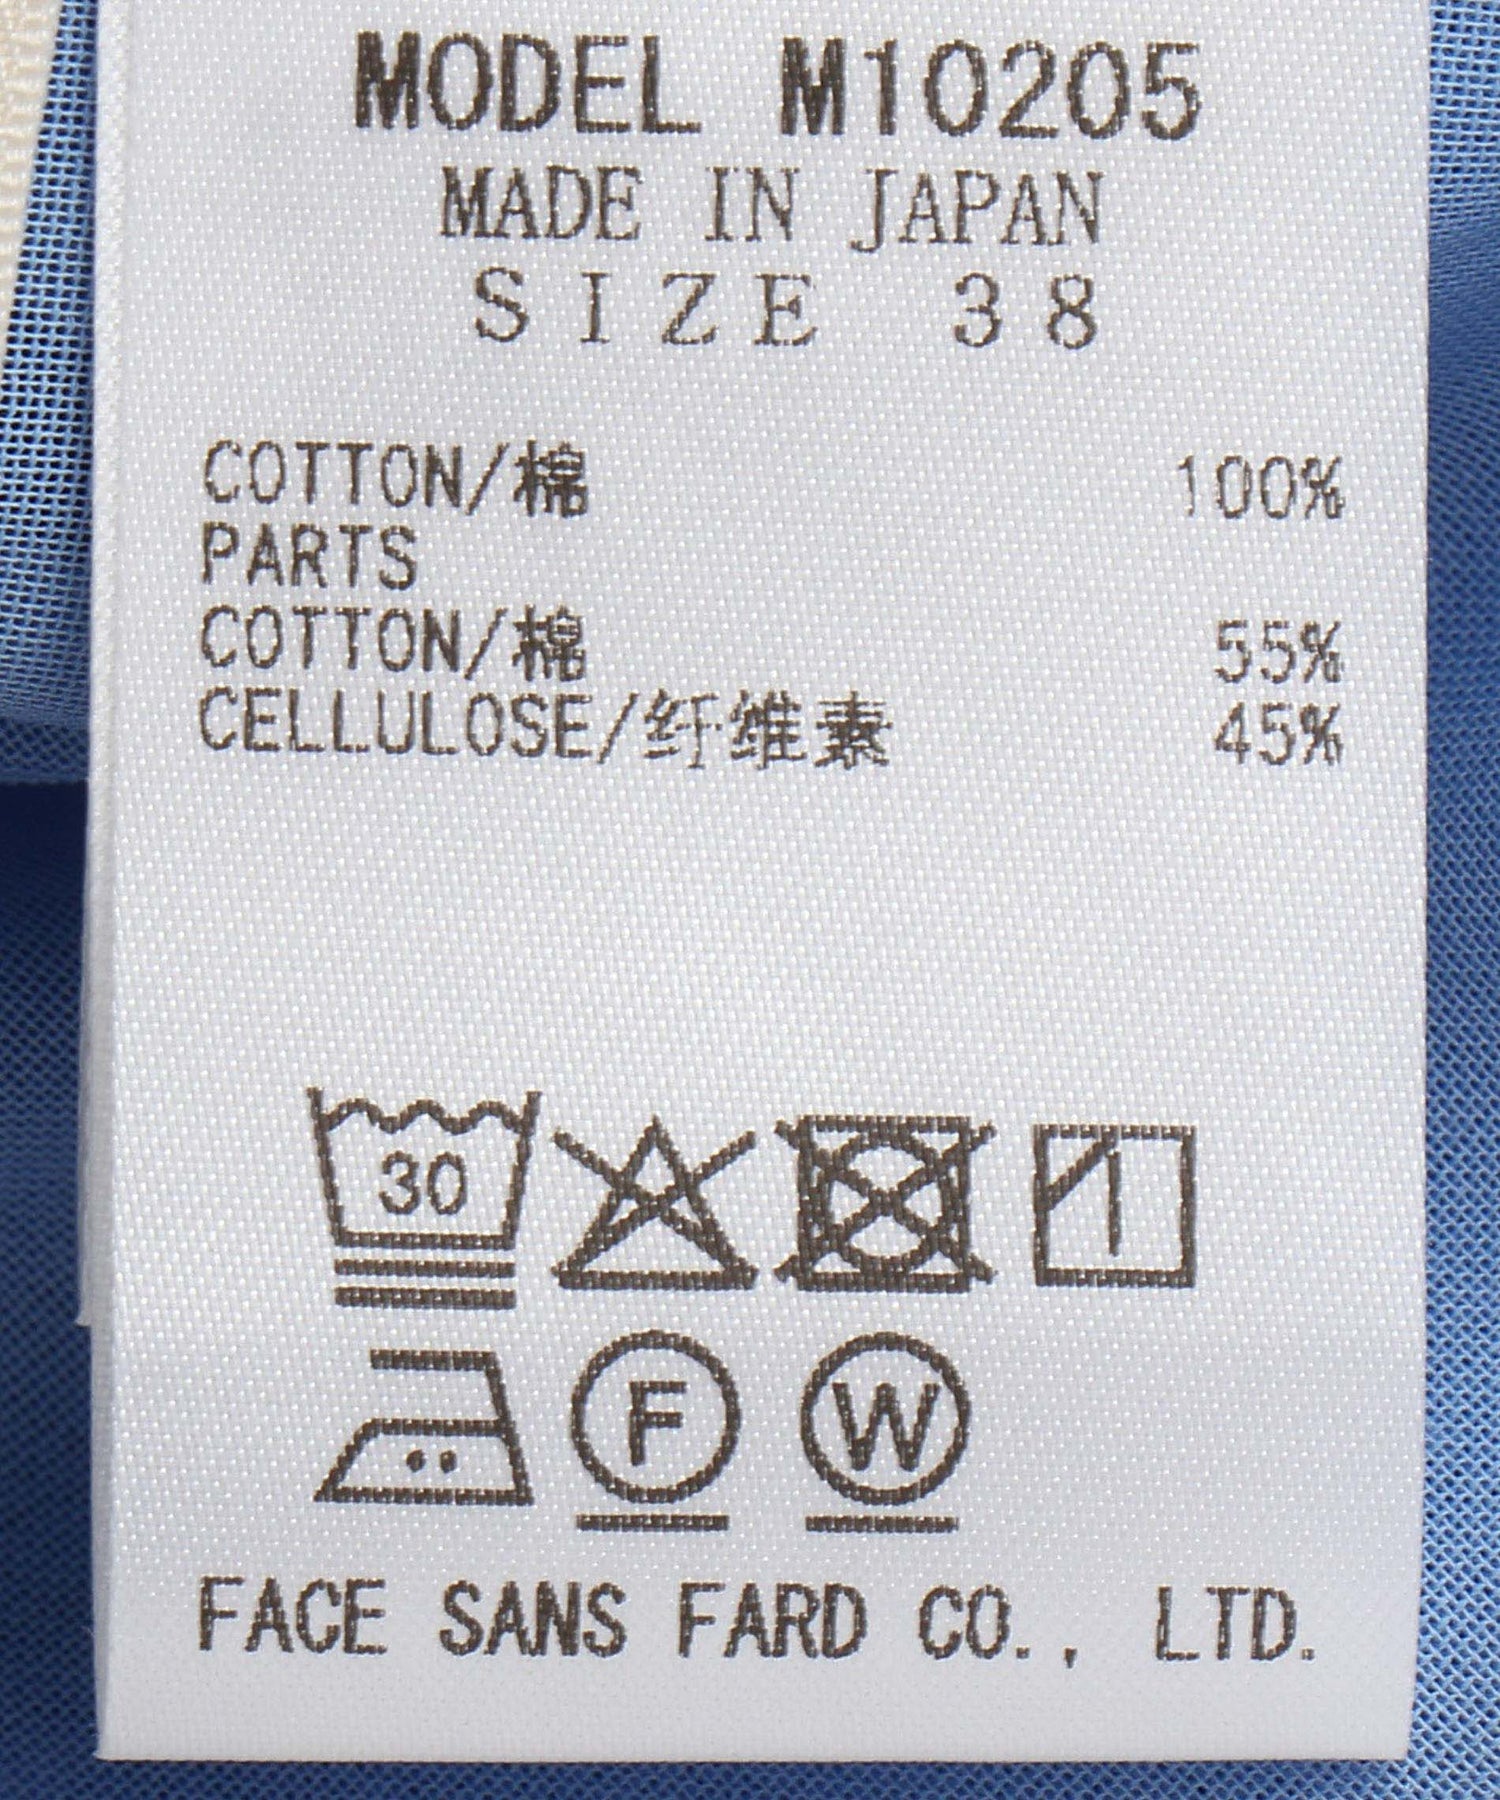 MODEL M10205
MADE IN JAPAN
SIZE 38
COTTON/棉 100%
PARTS
COTTON/棉 55%
CELLULOSE/纤维素 45%
30
F W
FACE SANS FARD CO., LTD.